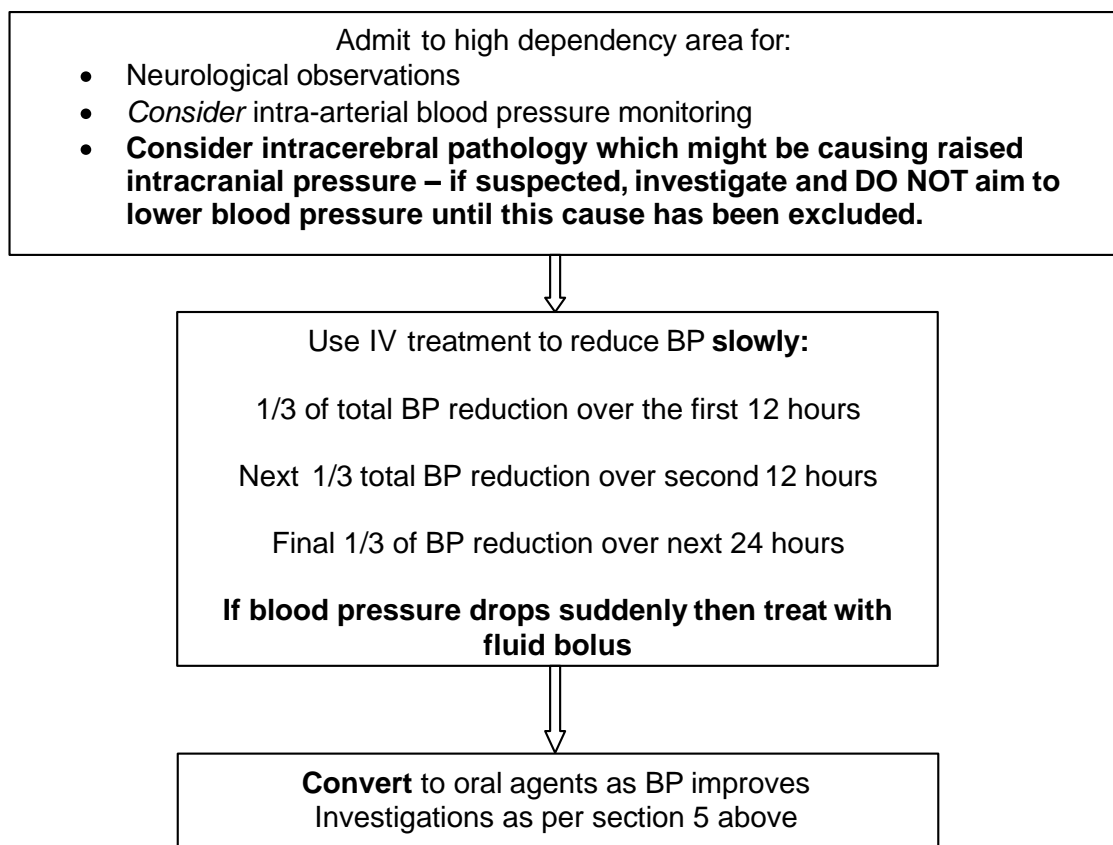 Admit to high dependency area for:
• Neurological observations
• Consider intra-arterial blood pressure monitoring
• Consider intracerebral pathology which might be causing raised
intracranial pressure – if suspected, investigate and DO NOT aim to
lower blood pressure until this cause has been excluded.
Use IV treatment to reduce BP slowly:
1/3 of total BP reduction over the first 12 hours
Next 1/3 total BP reduction over second 12 hours
Final 1/3 of BP reduction over next 24 hours
If blood pressure drops suddenly then treat with
fluid bolus
Convert to oral agents as BP improves
Investigations as per section 5 above